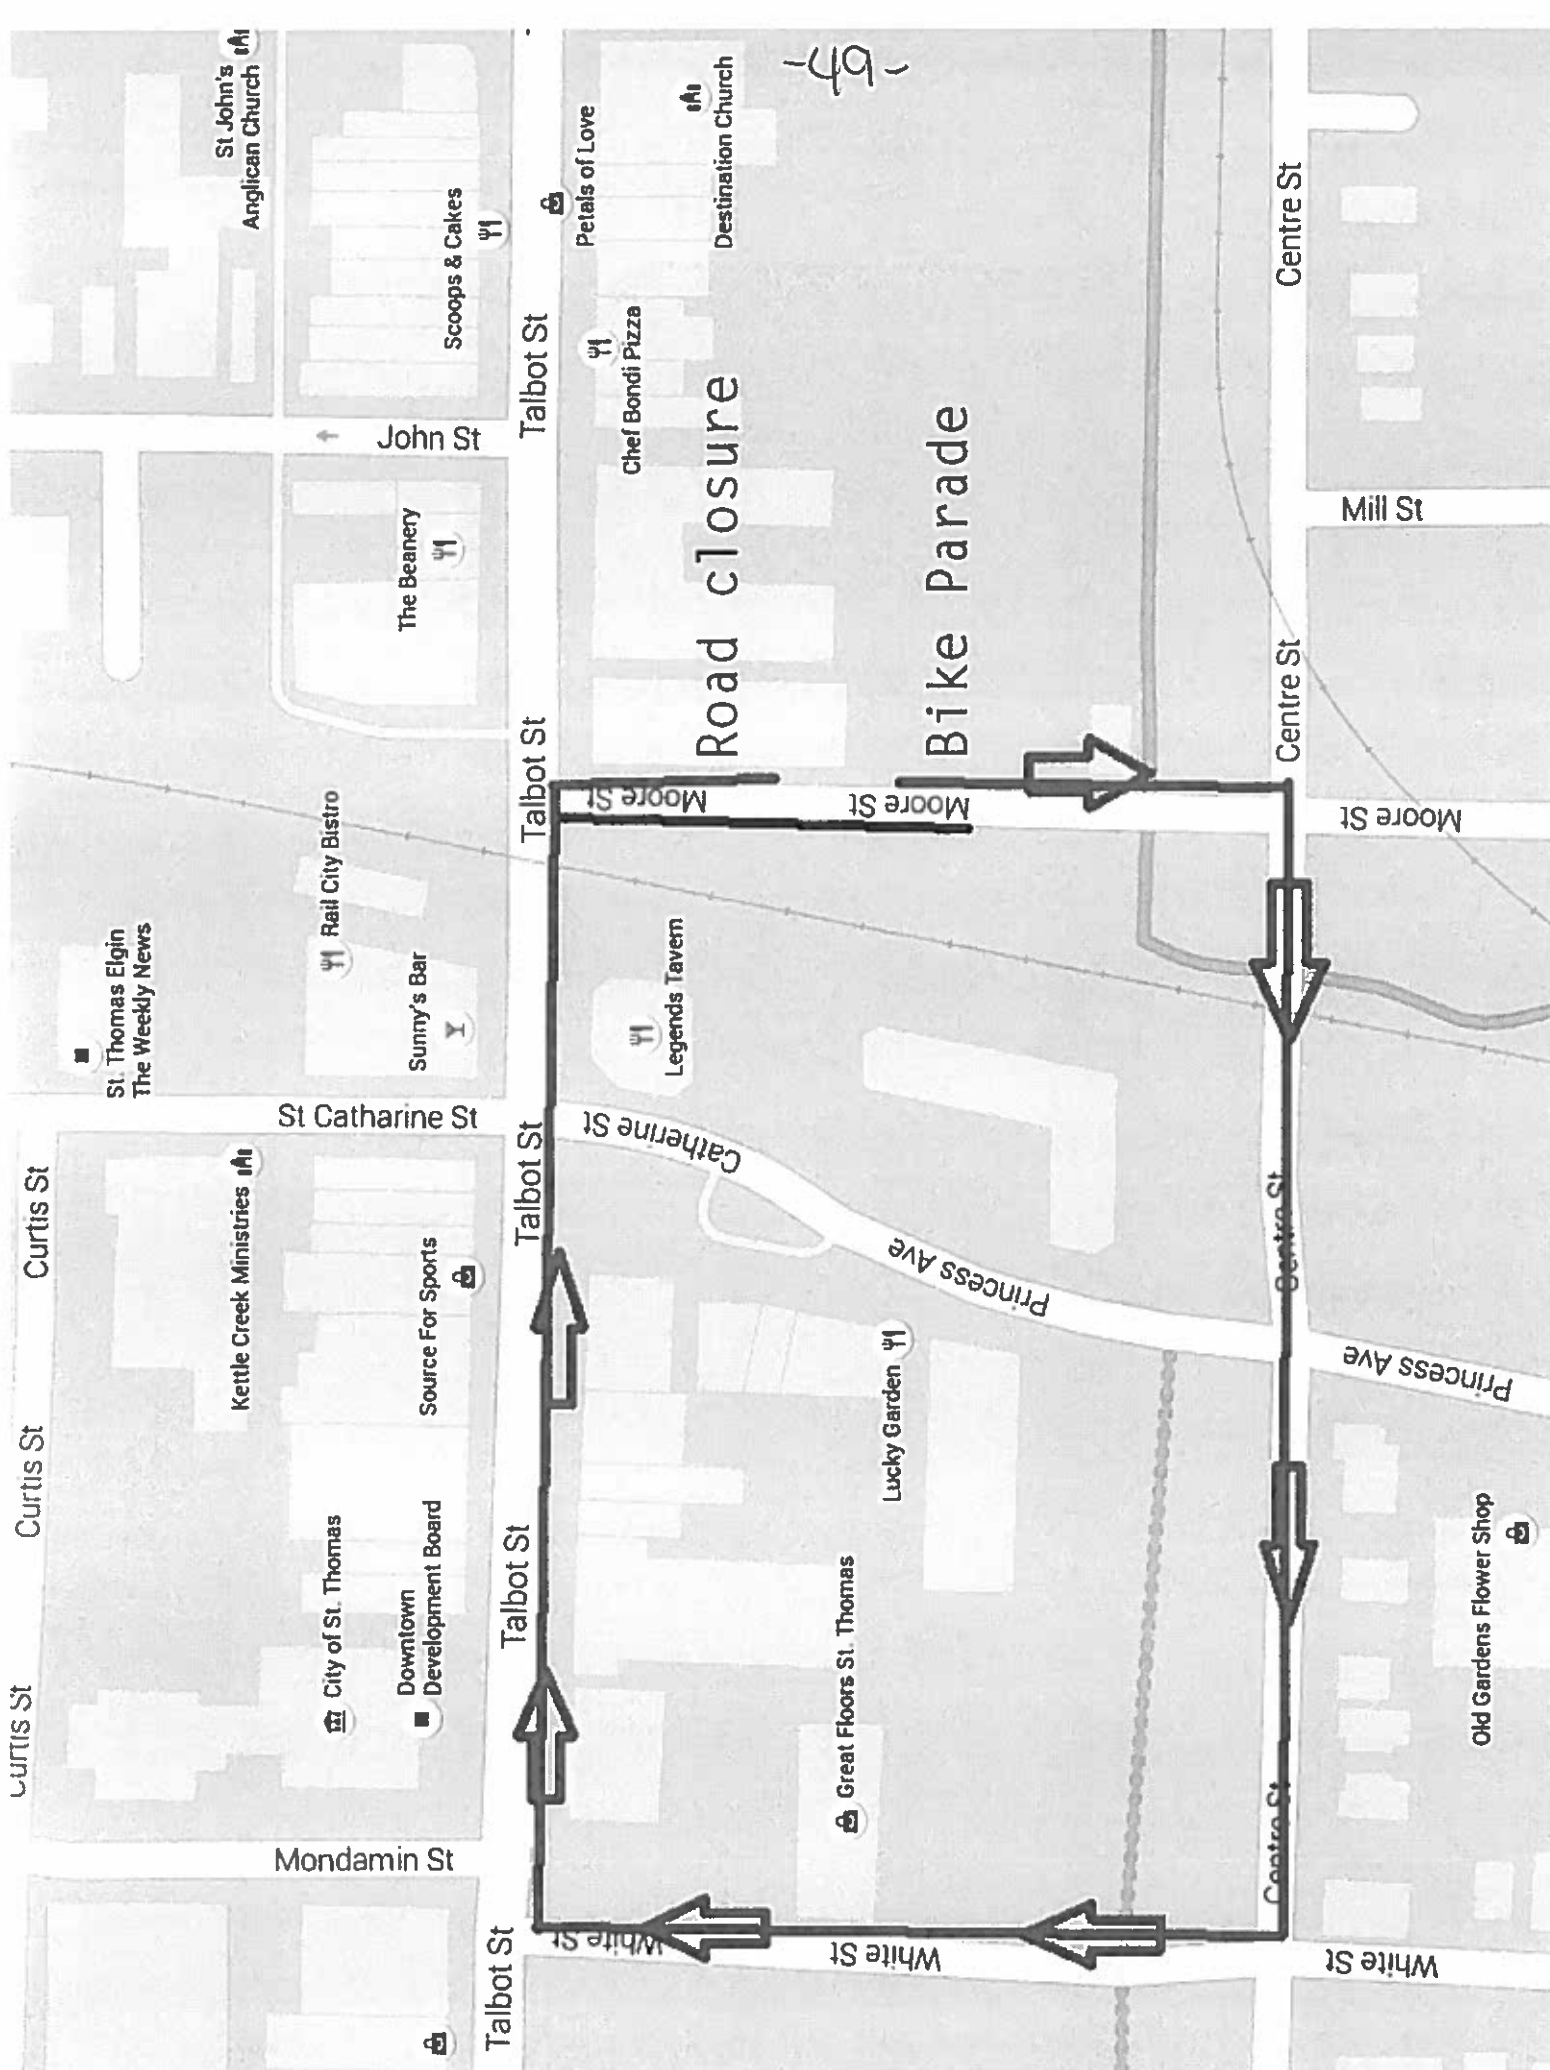 -49-
St John's
Anglican Church
Scoops & Cakes
Petals of Love
Destination Church
Talbot St
Chef Bondi Pizza
John St
The Beanery
Road closure
Bike Parade
Centre St
Mill St
Centre St
Talbot St
Moore St
Moore St
Moore St
Moore St
Rail City Bistro
St. Thomas Elgin
The Weekly News
Sunny's Bar
Legends Tavern
St Catharine St
Catherine St
Talbot St
Curtis St
Kettle Creek Ministries
Source For Sports
Princess Ave
Centre St
Princess Ave
Lucky Garden
Curtis St
City of St. Thomas
Downtown
Development Board
Talbot St
Great Floors St. Thomas
Old Gardens Flower Shop
Curtis St
Mondamin St
Centre St
White St
White St
White St
Talbot St